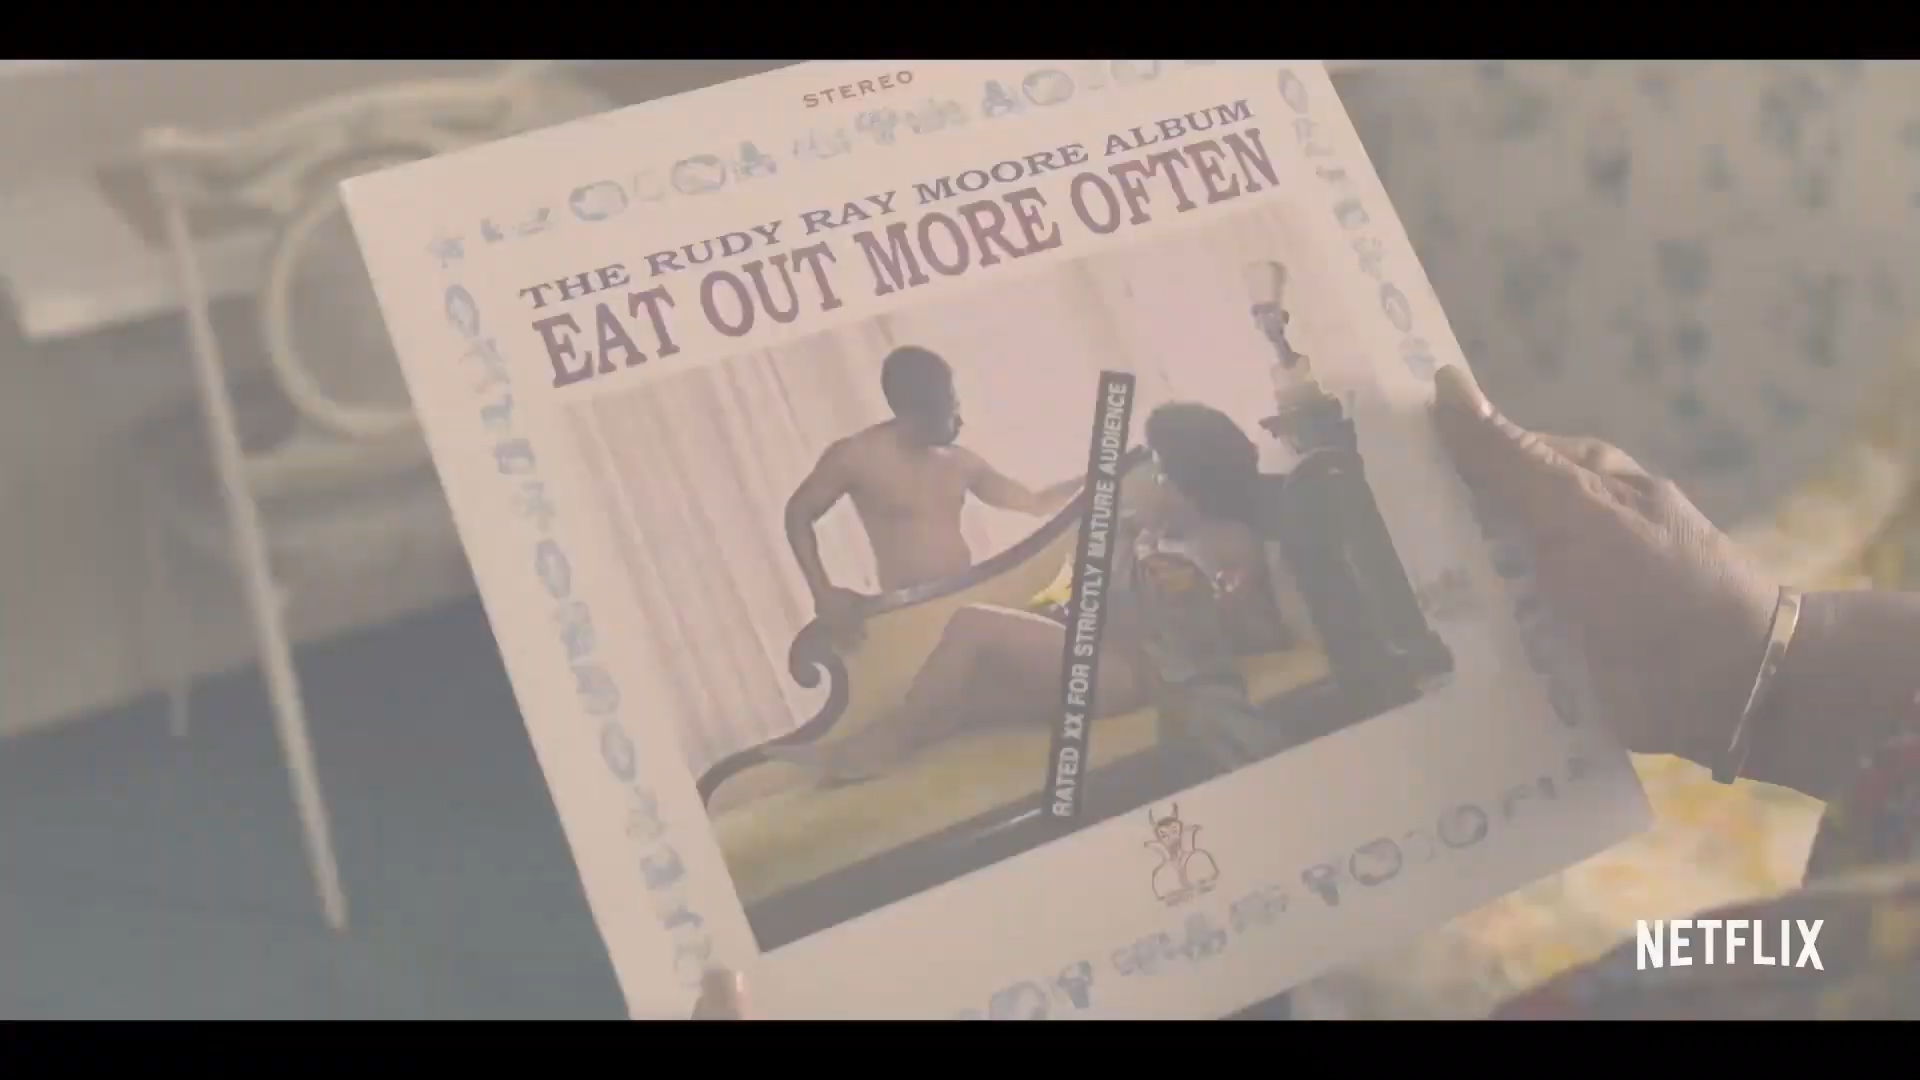 STEREO
THE RUDY RAY MOORE ALBUM
EAT OUT MORE OFTEN
RATED XX FOR STRICTLY MATURE AUDIENCE
NETFLIX